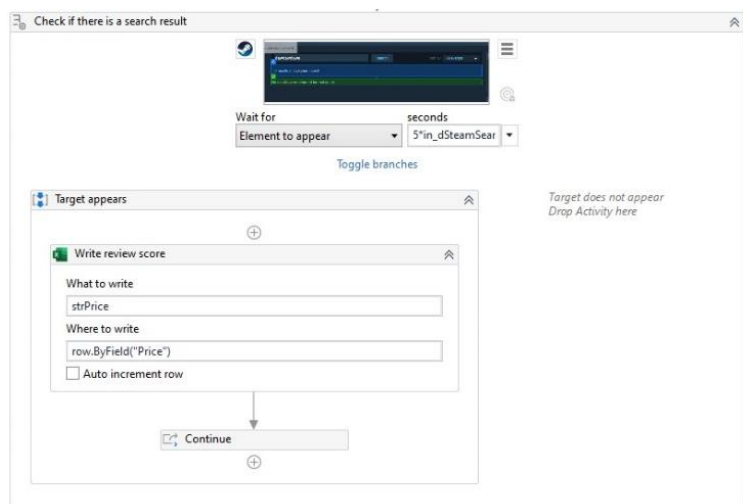 Check if there is a search result
Wait for
seconds
Element to appear
5*in_dSteamSear
Toggle branches
Target appears
Target does not appear
Drop Activity here
Write review score
What to write
strPrice
Where to write
row.ByField("Price")
Auto increment row
Continue